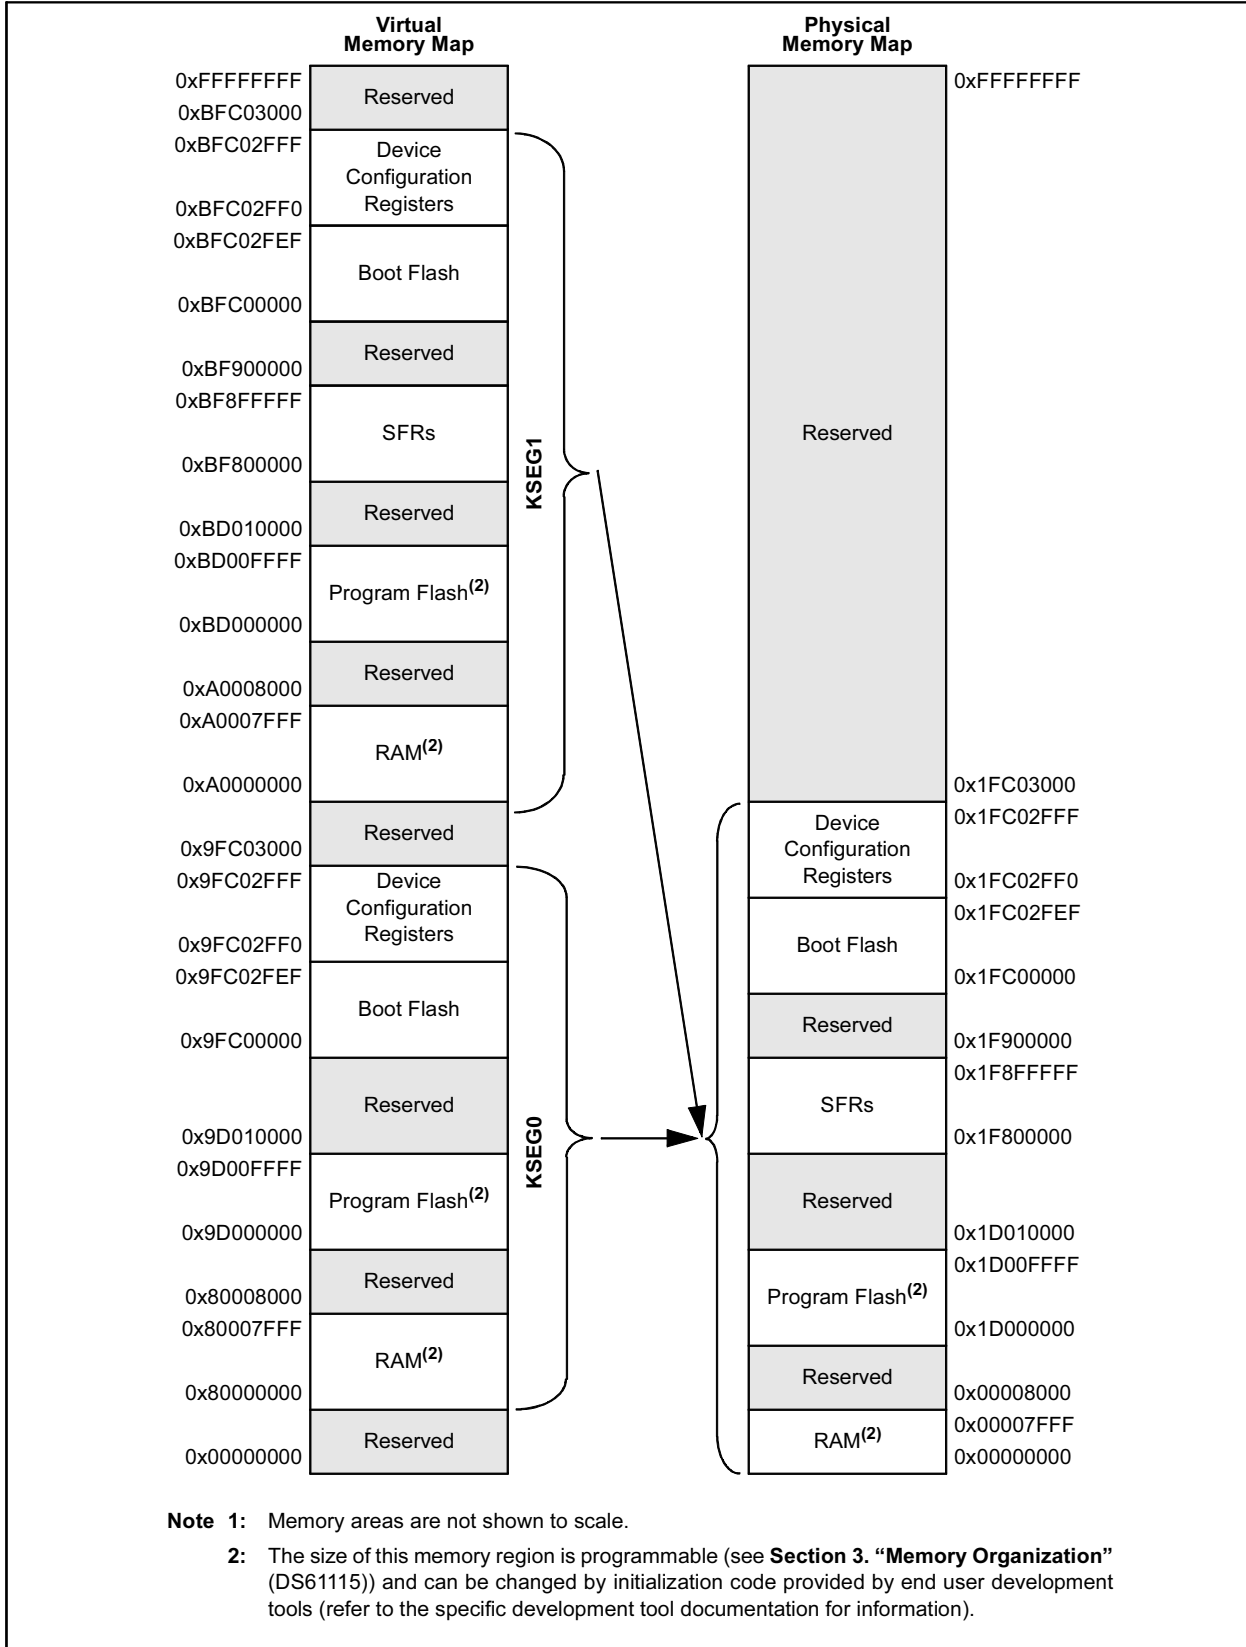 Virtual
Memory Map
0xFFFFFFFF
Reserved
0xBFC03000
0xBFC02FFF
Device
Configuration
Registers
0xBFC02FF0
0xBFC02FEF
Boot Flash
0xBFC00000
Reserved
0xBF900000
0xBF8FFFFF
SFRs
0xBF800000
Reserved
0xBD010000
0xBD00FFFF
Program Flash(2)
0xBD000000
Reserved
0xA0008000
0xA0007FFF
RAM(2)
0xA0000000
Reserved
0x9FC03000
0x9FC02FFF
Device
Configuration
Registers
0x9FC02FF0
0x9FC02FEF
Boot Flash
0x9FC00000
Reserved
0x9D010000
0x9D00FFFF
Program Flash(2)
0x9D000000
Reserved
0x80008000
0x80007FFF
RAM(2)
0x80000000
Reserved
0x00000000
KSEG1
KSEG0
Physical
Memory Map
0xFFFFFFFF
Reserved
0x1FC03000
0x1FC02FFF
Device
Configuration
Registers
0x1FC02FF0
0x1FC02FEF
Boot Flash
0x1FC00000
Reserved
0x1F900000
0x1F8FFFFF
SFRs
0x1F800000
Reserved
0x1D010000
0x1D00FFFF
Program Flash(2)
0x1D000000
Reserved
0x00008000
0x00007FFF
RAM(2)
0x00000000
Note 1: Memory areas are not shown to scale.
2: The size of this memory region is programmable (see Section 3. “Memory Organization”
(DS61115)) and can be changed by initialization code provided by end user development
tools (refer to the specific development tool documentation for information).